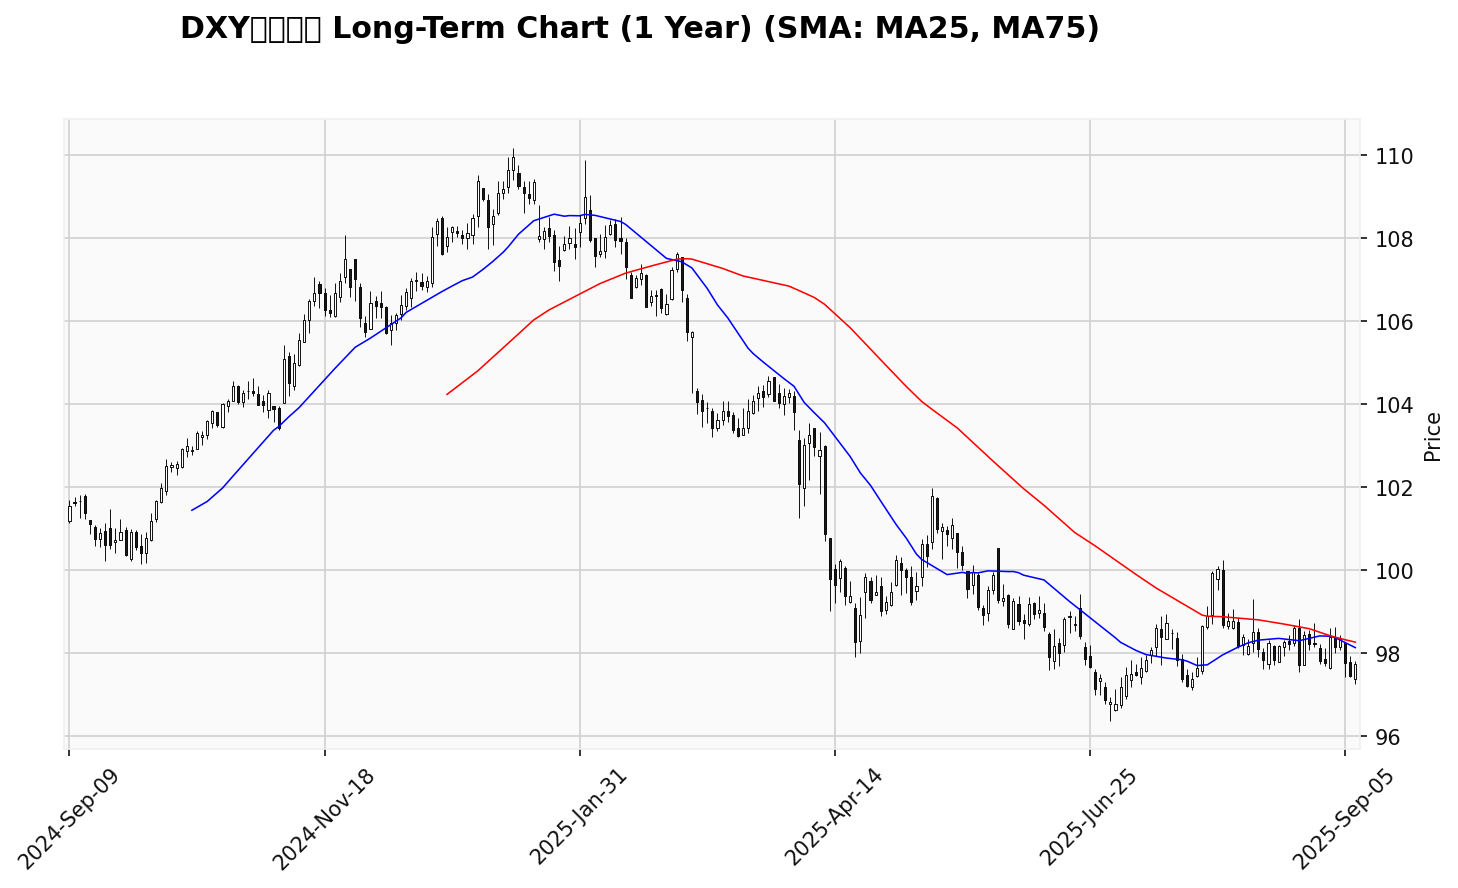 DXY▯▯▯▯ Long-Term Chart (1 Year) (SMA: MA25, MA75)
110
108
106
104
102
100
98
96
Price
2024-Sep-09
2024-Nov-18
2025-Jan-31
2025-Apr-14
2025-Jun-25
2025-Sep-05